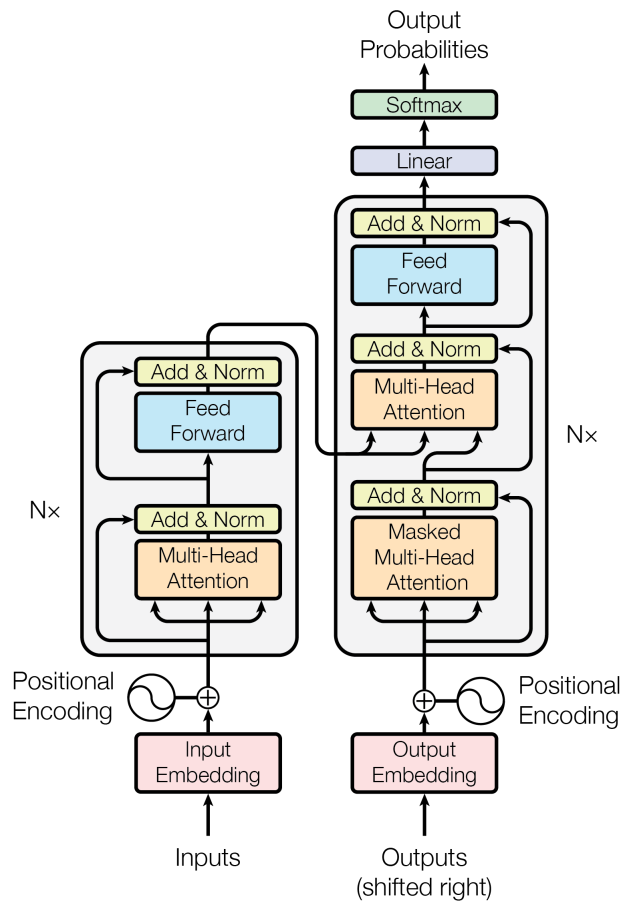 Output
Probabilities
Softmax
Linear
Add & Norm
Feed
Forward
Add & Norm
Multi-Head
Attention
N×
Add & Norm
Masked
Multi-Head
Attention
Add & Norm
Feed
Forward
N×
Add & Norm
Multi-Head
Attention
Positional
Encoding
Positional
Encoding
Input
Embedding
Output
Embedding
Inputs
Outputs
(shifted right)